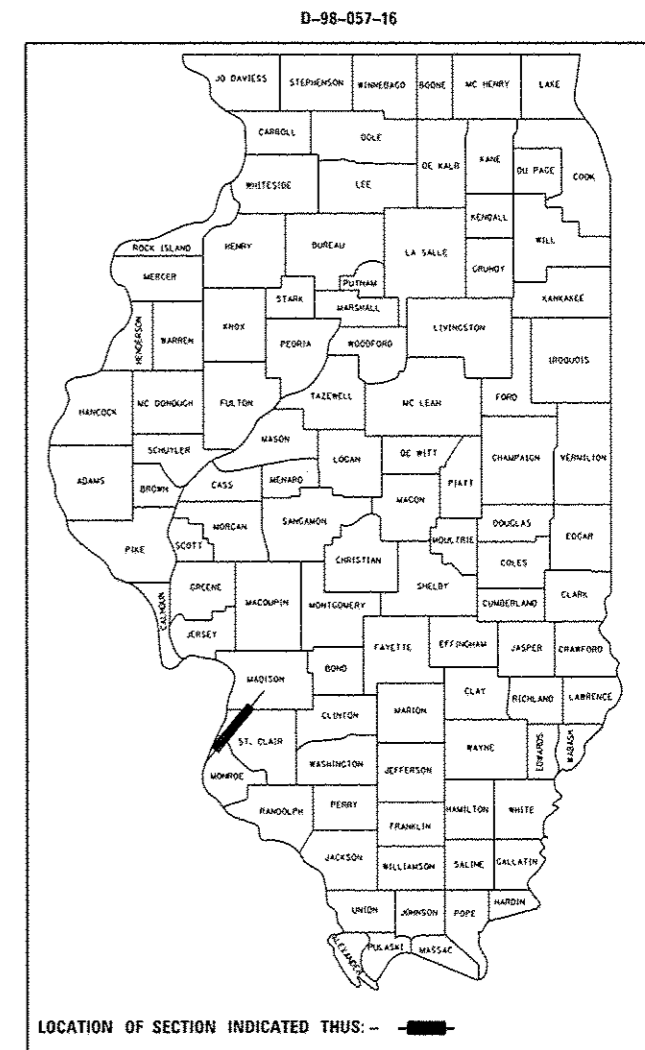 D-98-057-16
JO DAVIESS STEPHENSON WINNEBAGO BOONE MC HENRY LAKE
CARROLL OGLE DE KALB KANE DU PAGE COOK
WHITESIDE LEE
KENDALL WILL
ROCK ISLAND HENRY BUREAU LA SALLE GRUNDY
MERCER PUTNAM
STARK MARSHALL KANKAKEE
HENDERSON WARREN KNOX PEORIA WOODFORD LIVINGSTON IROQUOIS
HANCOCK MC DONOUGH FULTON TAZEWELL MC LEAN FORD
MASON
SCHUYLER LOGAN DE WITT CHAMPAIGN VERMILION
ADAMS BROWN CASS MENARD MACON PIATT
MORGAN SANGAMON DOUGLAS
PIKE SCOTT CHRISTIAN MOULTRIE COLES EDGAR
CALHOUN GREENE MACOUPIN MONTGOMERY SHELBY CUMBERLAND CLARK
JERSEY FAYETTE EFFINGHAM JASPER CRAWFORD
MADISON BOND
CLINTON MARION CLAY RICHLAND LAWRENCE
ST. CLAIR WAYNE EDWARDS WABASH
MONROE WASHINGTON JEFFERSON
RANDOLPH PERRY HAMILTON WHITE
FRANKLIN
JACKSON WILLIAMSON SALINE GALLATIN
UNION JOHNSON POPE HARDIN
ALEXANDER PULASKI MASSAC
LOCATION OF SECTION INDICATED THUS: -